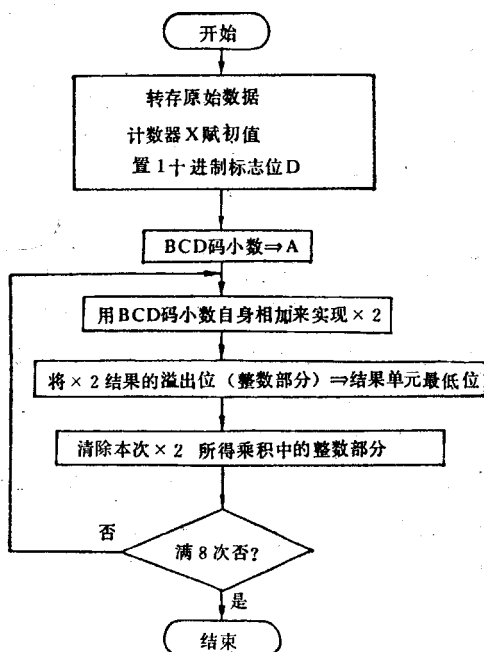 开始
转存原始数据
计数器X赋初值
置1十进制标志位D
BCD码小数⇒A
用BCD码小数自身相加来实现×2
将×2结果的溢出位（整数部分）⇒结果单元最低位
清除本次×2 所得乘积中的整数部分
否
满8次否？
是
结束